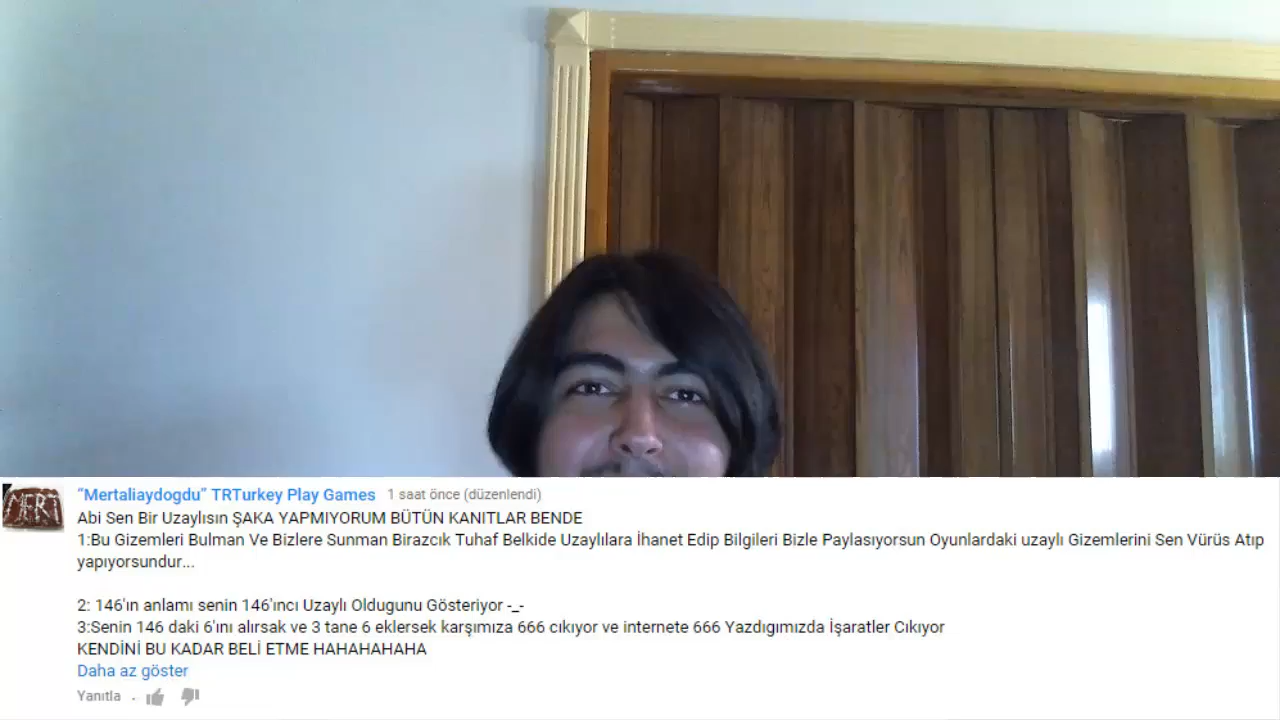 MERT
"Mertaliaydogdu" TRTurkey Play Games 1 saat önce (düzenlendi)
Abi Sen Bir Uzaylısın ŞAKA YAPMIYORUM BÜTÜN KANITLAR BENDE
1:Bu Gizemleri Bulman Ve Bizlere Sunman Birazcık Tuhaf Belkide Uzaylılara İhanet Edip Bilgileri Bizle Paylasıyorsun Oyunlardaki uzaylı Gizemlerini Sen Vürüs Atıp
yapıyorsundur...
2: 146'ın anlamı senin 146'ıncı Uzaylı Oldugunu Gösteriyor -_-
3:Senin 146 daki 6'ını alırsak ve 3 tane 6 eklersek karşımıza 666 cıkıyor ve internete 666 Yazdıgımızda İşaratler Cıkıyor
KENDİNİ BU KADAR BELİ ETME HAHAHAHAHA
Daha az göster
Yanıtla .